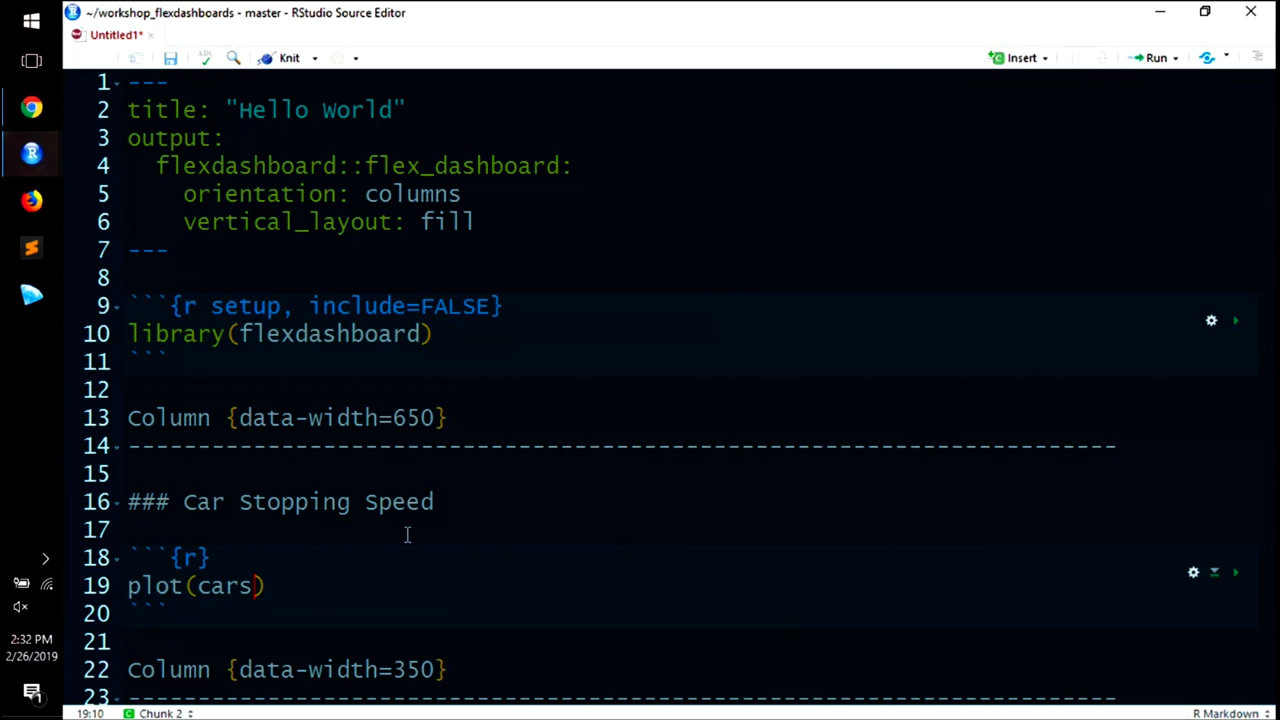 ~/workshop_flexdashboards - master - RStudio Source Editor
Untitled1*
Knit
Insert
Run
1 ---
2 title: "Hello World"
3 output:
4   flexdashboard::flex_dashboard:
5     orientation: columns
6     vertical_layout: fill
7 ---
8
9 ```{r setup, include=FALSE}
10 library(flexdashboard)
11 ```
12
13 Column {data-width=650}
14 -----------------------------------------------------------------------
15
16 ### Car Stopping Speed
17
18 ```{r}
19 plot(cars)
20 ```
21
22 Column {data-width=350}
23 -----------------------------------------------------------------------
2:32 PM
2/26/2019
19:10
Chunk 2
R Markdown